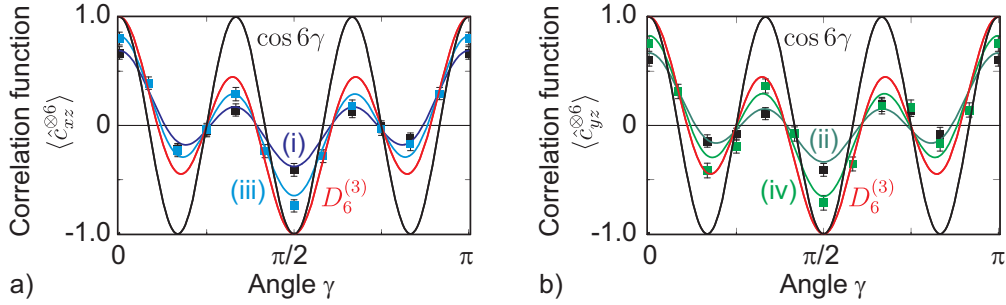 1.0
0
-1.0
Correlation function
⟨ĉ_{xz}^{⊗6}⟩
cos 6γ
(i)
(iii)
D_6^{(3)}
0
π/2
π
Angle γ
a)
1.0
0
-1.0
Correlation function
⟨ĉ_{yz}^{⊗6}⟩
cos 6γ
(ii)
(iv)
D_6^{(3)}
0
π/2
π
Angle γ
b)